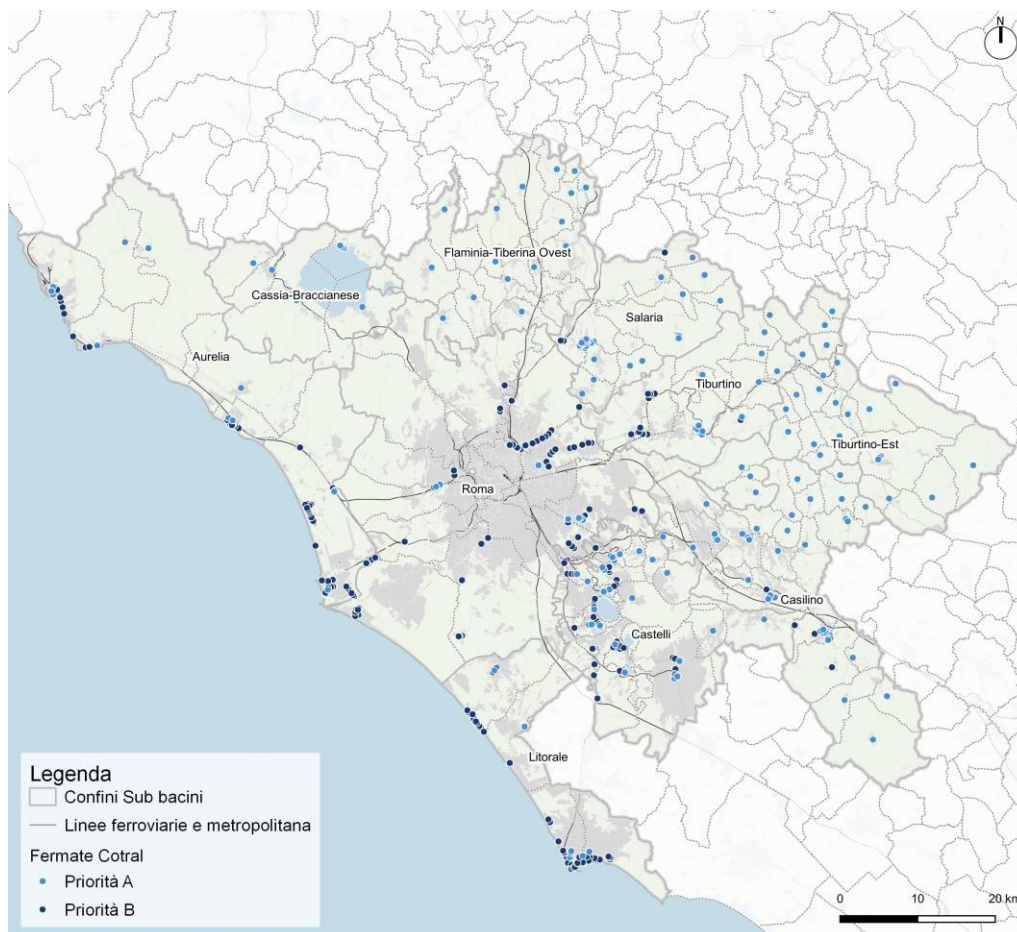 N
Flaminia-Tiberina Ovest
Cassia-Braccianese
Salaria
Aurelia
Tiburtino
Tiburtino-Est
Roma
Casilino
Castelli
Litorale
Legenda
Confini Sub bacini
Linee ferroviarie e metropolitana
Fermate Cotral
Priorità A
Priorità B
0 10 20 km